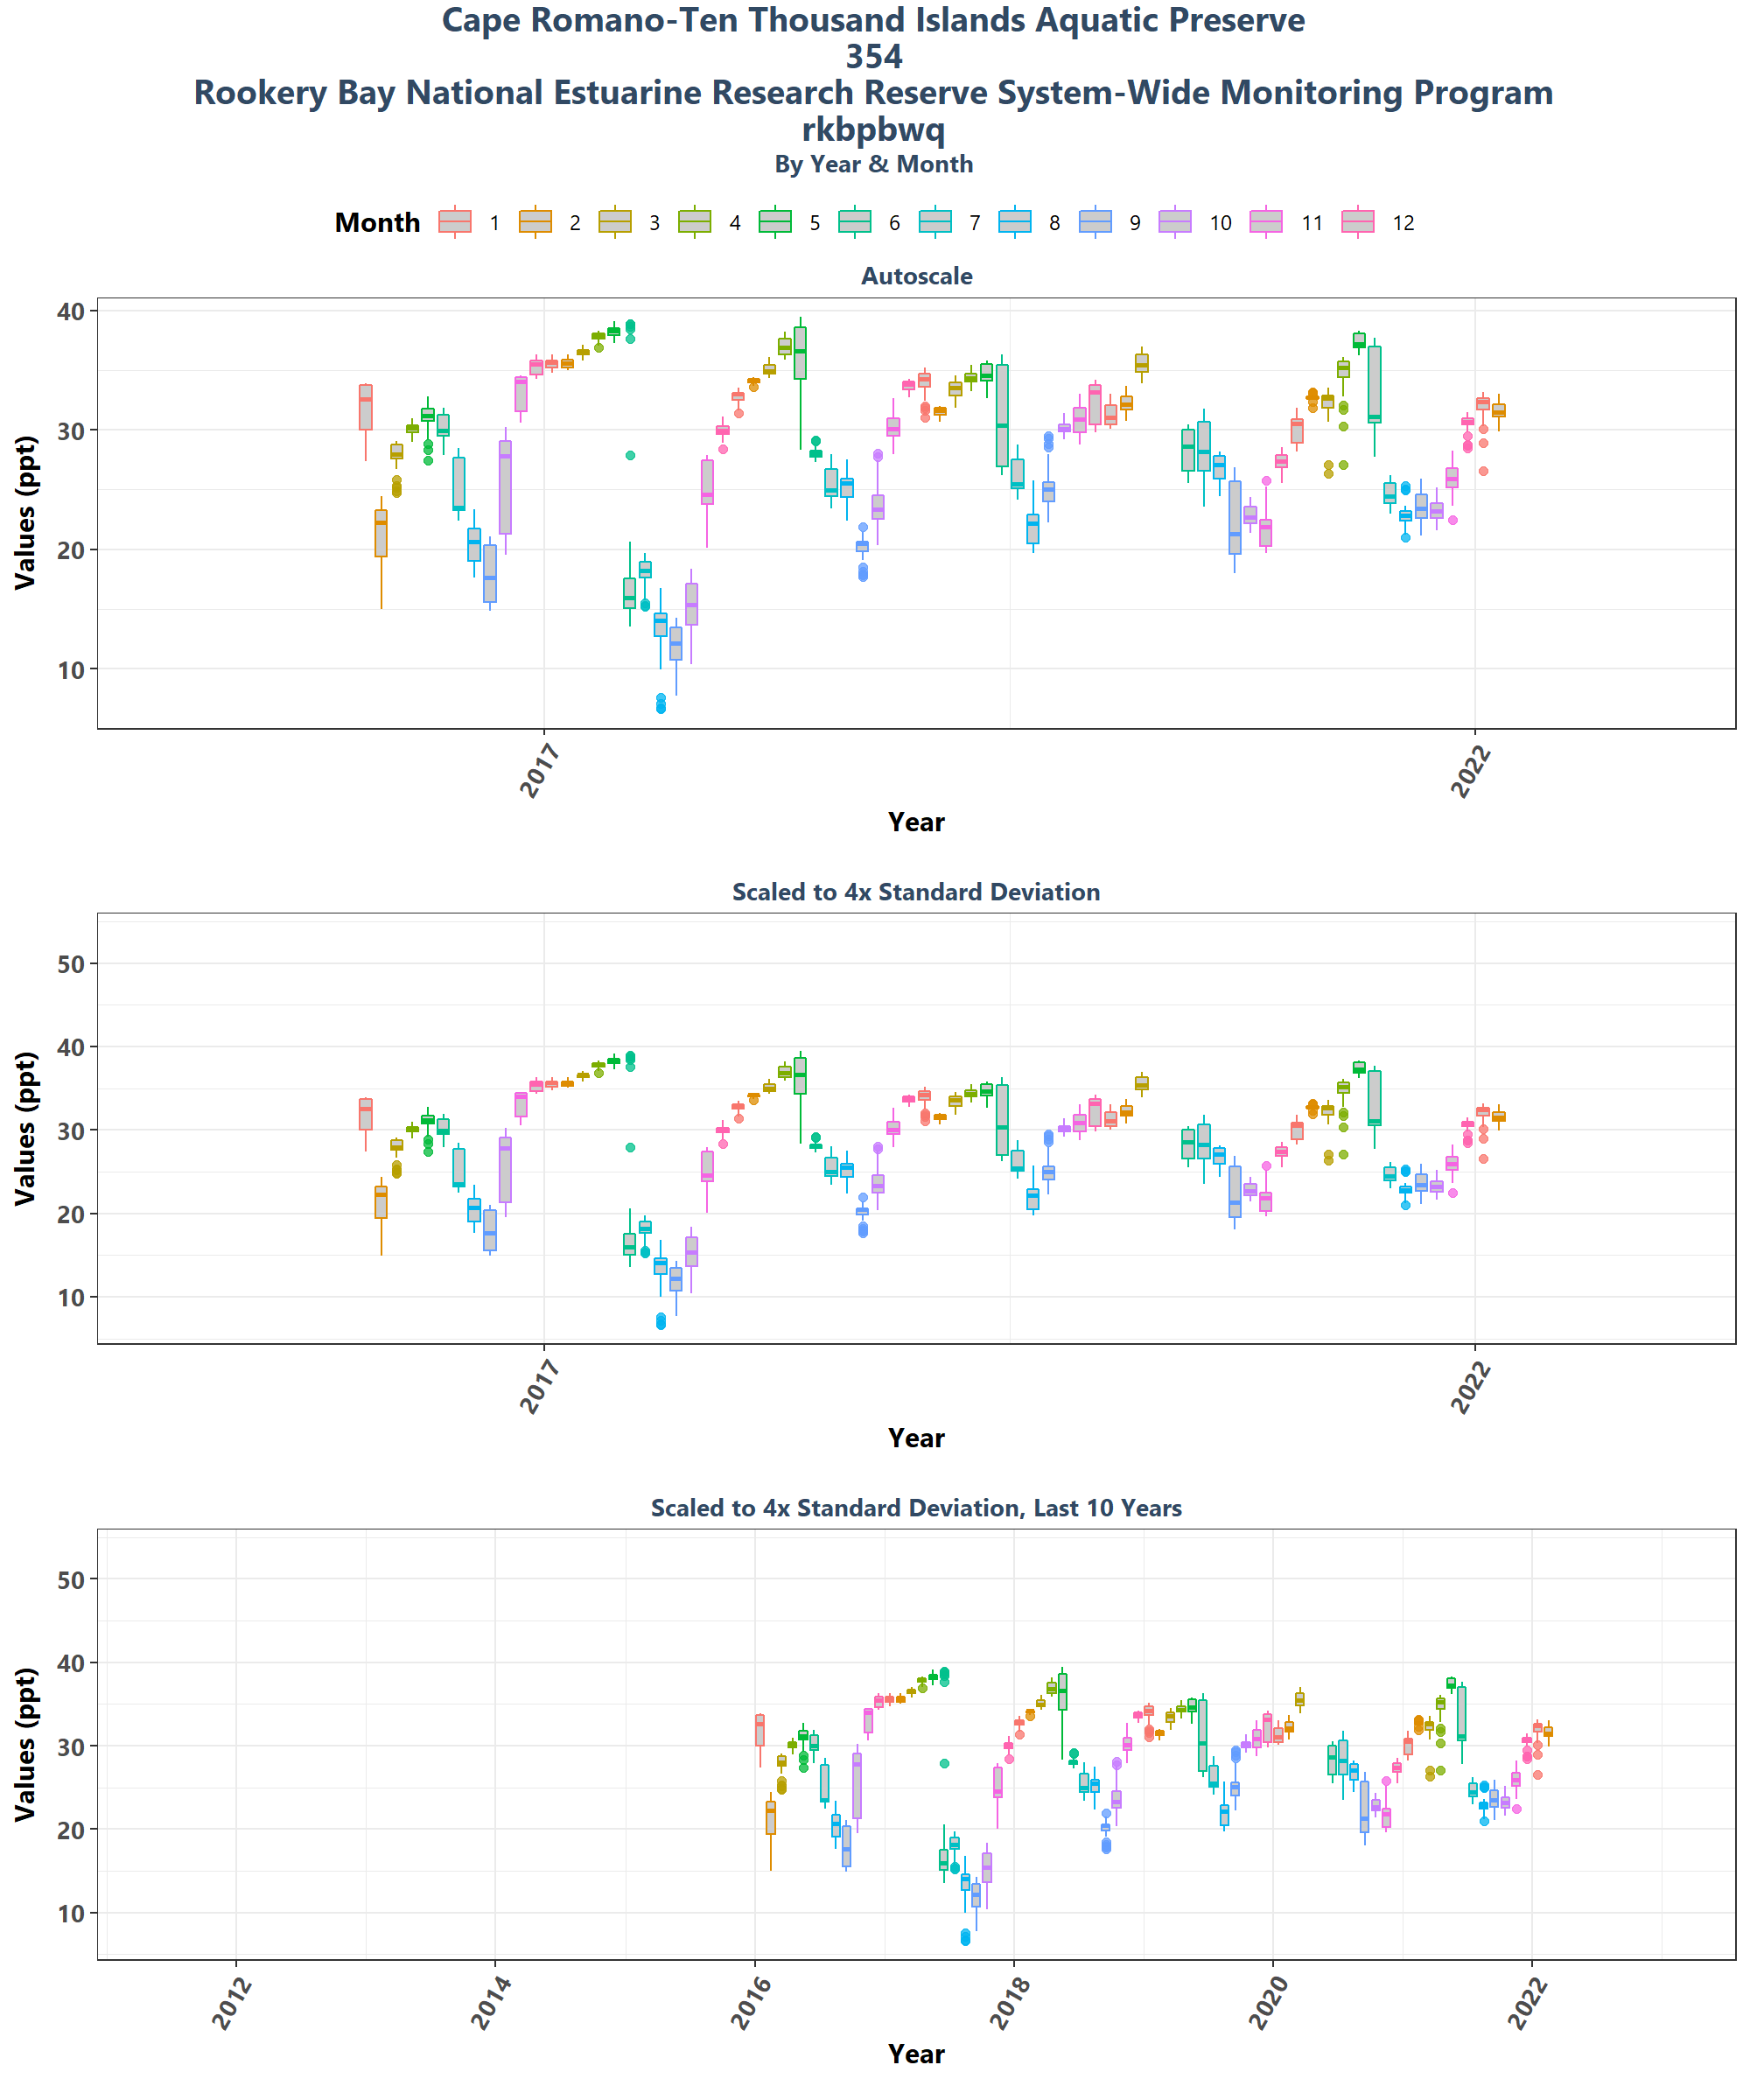 Cape Romano-Ten Thousand Islands Aquatic Preserve
354
Rookery Bay National Estuarine Research Reserve System-Wide Monitoring Program
rkbpbwq
By Year & Month
Month 1 2 3 4 5 6 7 8 9 10 11 12
Autoscale
Values (ppt)
40
30
20
10
2017 2022
Year
Scaled to 4x Standard Deviation
Values (ppt)
50
40
30
20
10
2017 2022
Year
Scaled to 4x Standard Deviation, Last 10 Years
Values (ppt)
50
40
30
20
10
2012 2014 2016 2018 2020 2022
Year